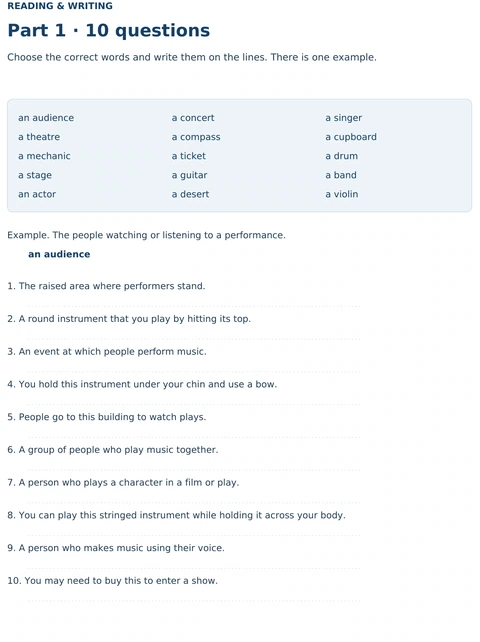 READING & WRITING
Part 1 · 10 questions
Choose the correct words and write them on the lines. There is one example.
an audience a concert a singer
a theatre a compass a cupboard
a mechanic a ticket a drum
a stage a guitar a band
an actor a desert a violin
Example. The people watching or listening to a performance.
an audience
1. The raised area where performers stand.
2. A round instrument that you play by hitting its top.
3. An event at which people perform music.
4. You hold this instrument under your chin and use a bow.
5. People go to this building to watch plays.
6. A group of people who play music together.
7. A person who plays a character in a film or play.
8. You can play this stringed instrument while holding it across your body.
9. A person who makes music using their voice.
10. You may need to buy this to enter a show.